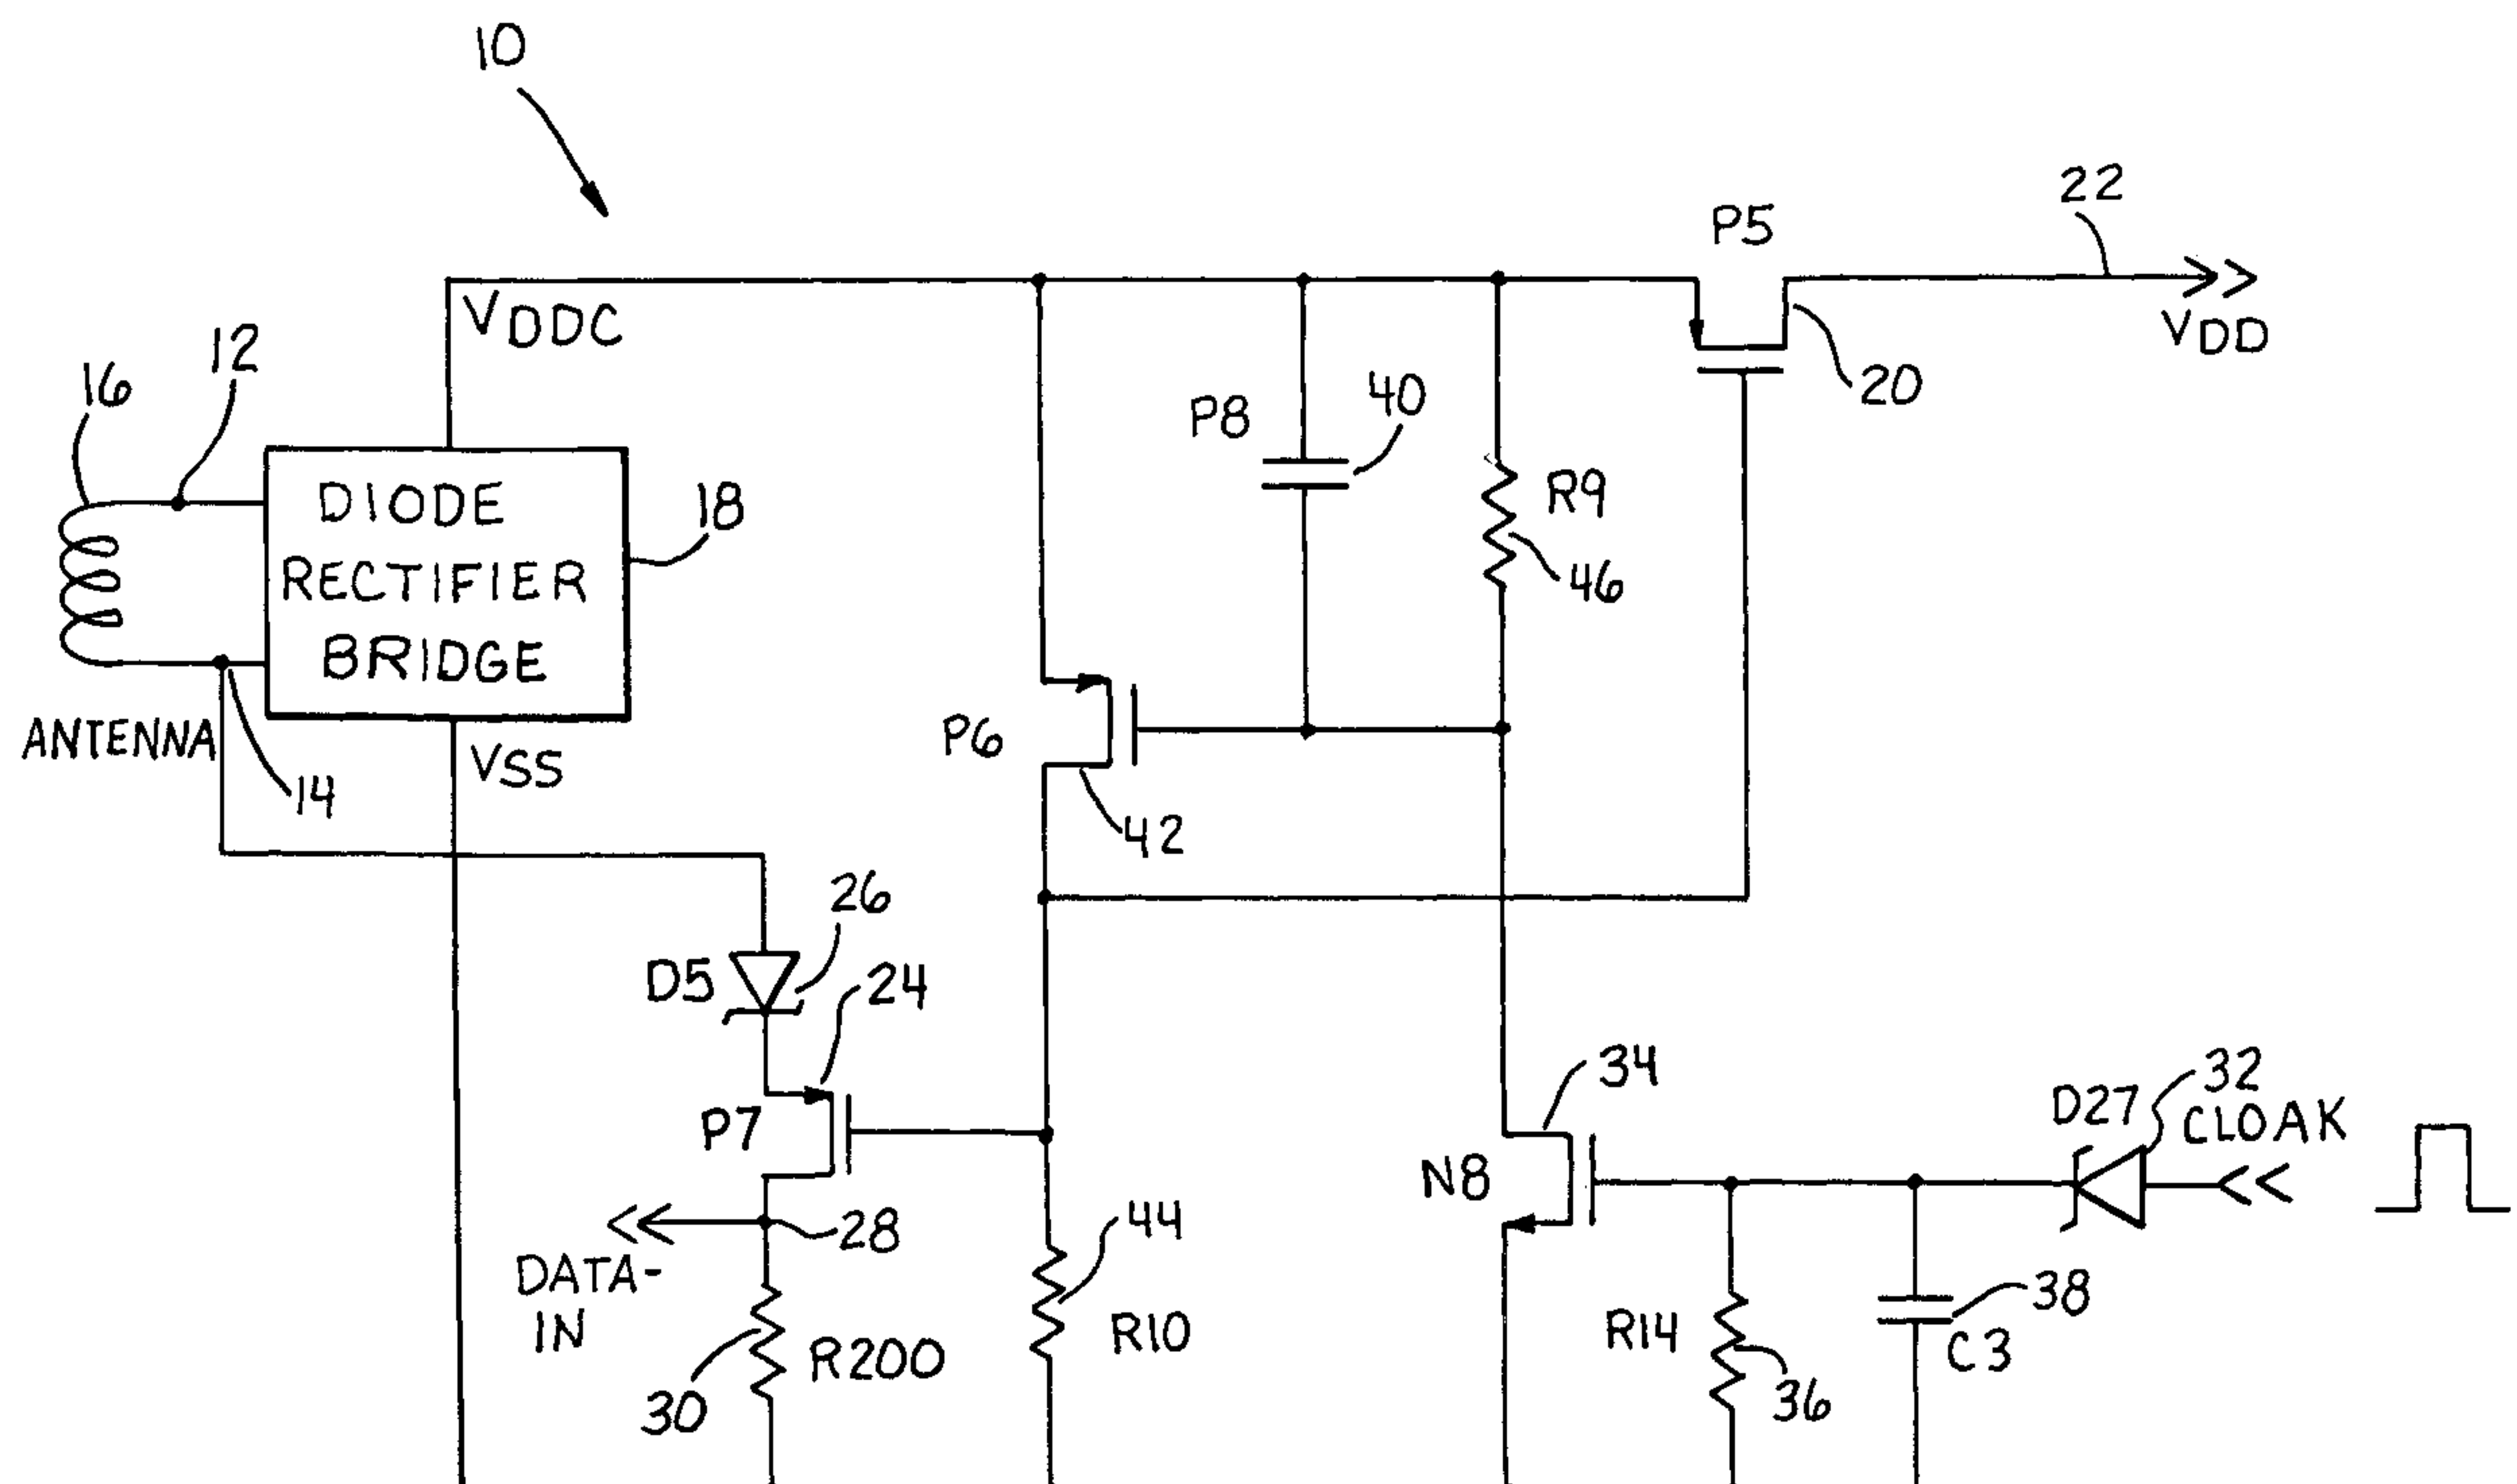 10
22
P5
VDDC
VDD
12
16
20
40
P8
DIODE
RECTIFIER
BRIDGE
18
R9
46
ANTENNA
P6
VSS
14
42
26
D5
24
34
32
D27
CLOAK
P7
N8
28
44
DATA-
IN
R10
38
R14
C3
R200
30
36